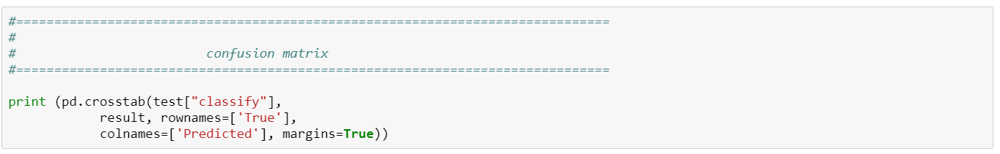 #==============================================================================
#
#                         confusion matrix
#==============================================================================
print (pd.crosstab(test["classify"],
            result, rownames=['True'],
            colnames=['Predicted'], margins=True))